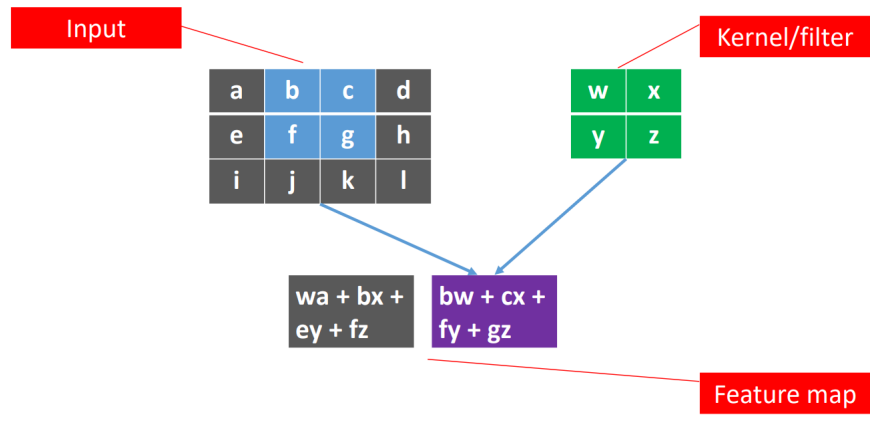 Input
Kernel/filter
a b c d
w x
e f g h
y z
i j k l
wa + bx +
ey + fz
bw + cx +
fy + gz
Feature map